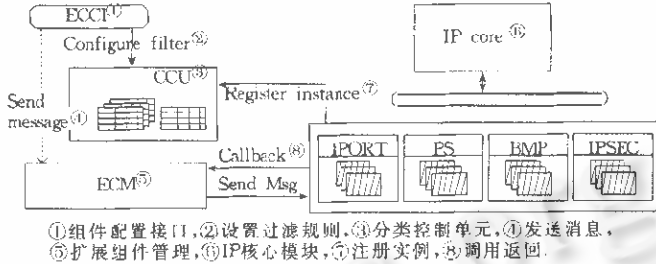 ECCI①
Configure filter②
IP core⑥
CCU③
Send
message④
Register instance⑦
Callback⑧
IPORT
ES
BMP
IPSEC
ECM⑤
Send Msg
①组件配置接口,②设置过滤规则,③分类控制单元,④发送消息,
⑤扩展组件管理,⑥IP核心模块,⑦注册实例,⑧调用返回.